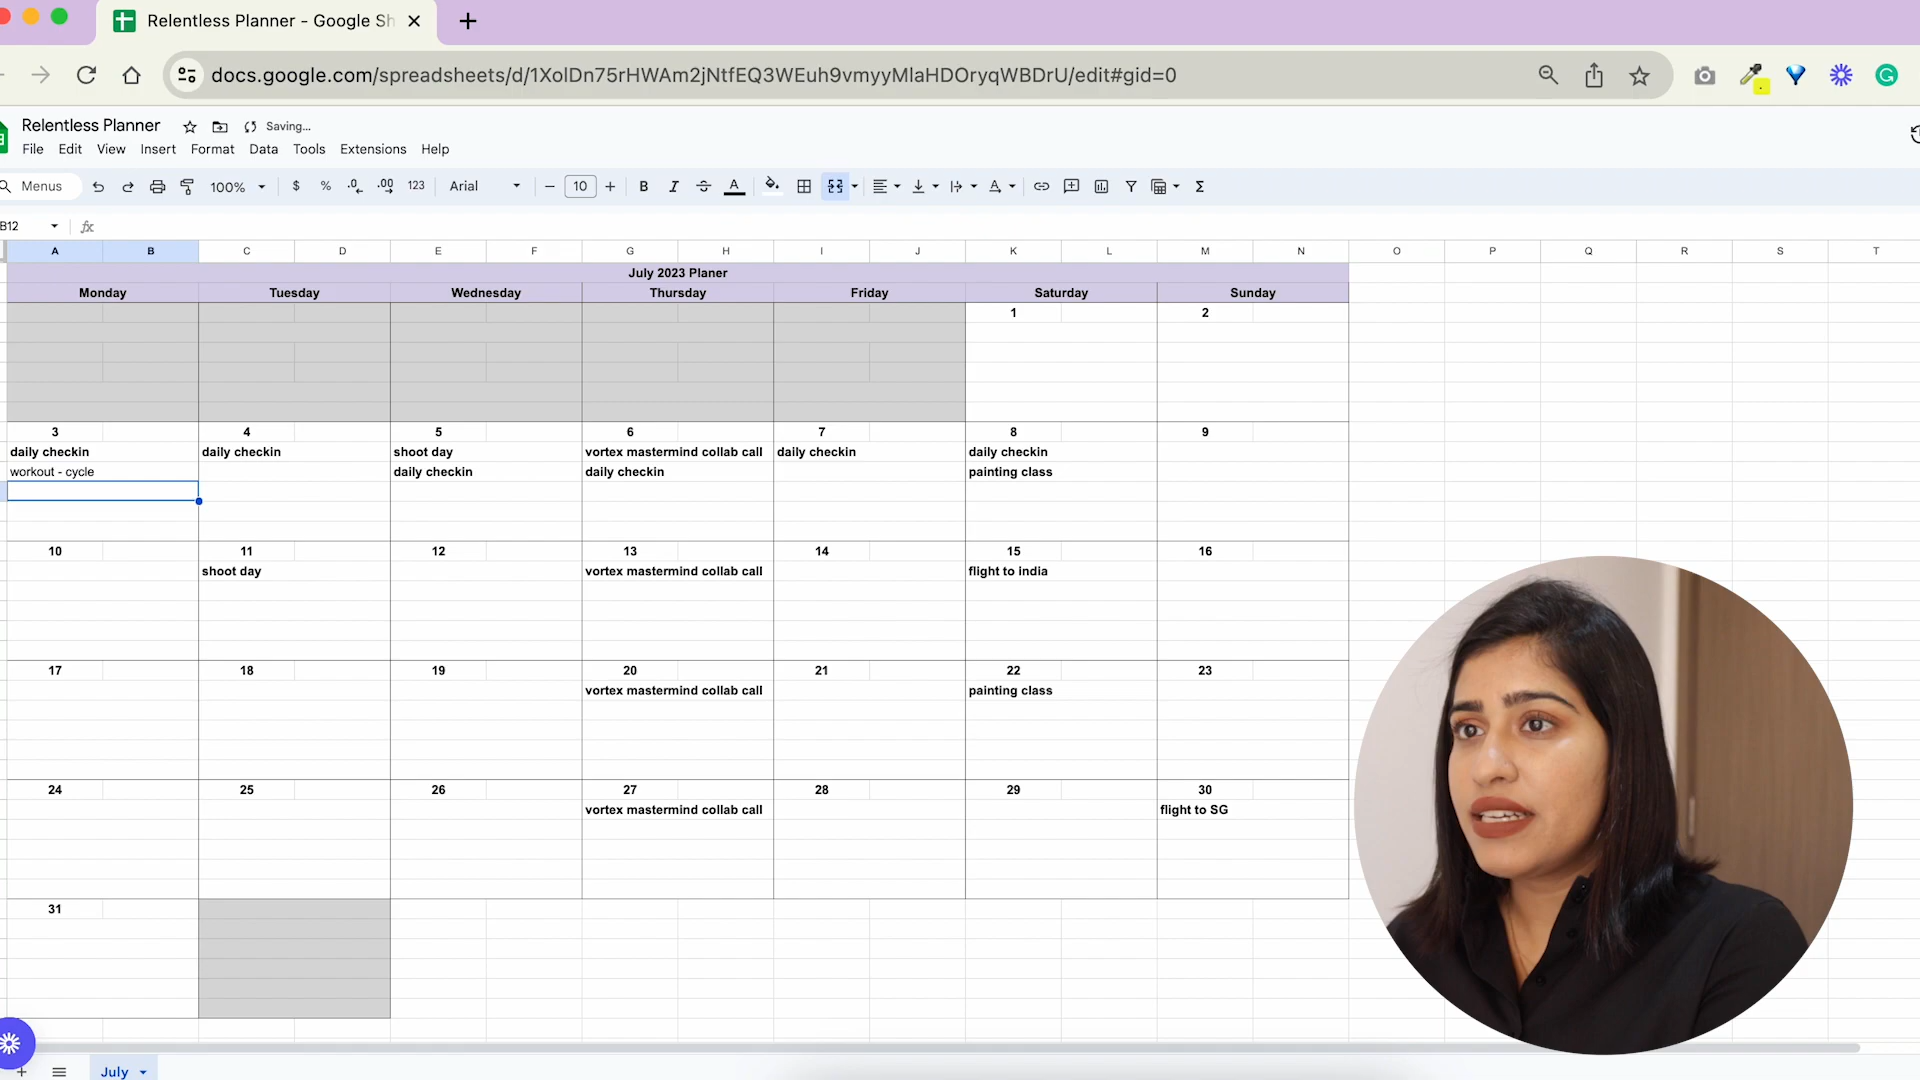 Relentless Planner - Google Sh
docs.google.com/spreadsheets/d/1XolDn75rHWAm2jNtfEQ3WEuh9vmyyMlaHDOryqWBDrU/edit#gid=0
Relentless Planner Saving...
File Edit View Insert Format Data Tools Extensions Help
Menus 100% $ % .0 .00 123 Arial 10 B I A
B12 fx
A B C D E F G H I J K L M N O P Q R S T
July 2023 Planer
Monday Tuesday Wednesday Thursday Friday Saturday Sunday
1 2
3 4 5 6 7 8 9
daily checkin daily checkin shoot day vortex mastermind collab call daily checkin daily checkin
workout - cycle daily checkin daily checkin painting class
10 11 12 13 14 15 16
shoot day vortex mastermind collab call flight to india
17 18 19 20 21 22 23
vortex mastermind collab call painting class
24 25 26 27 28 29 30
vortex mastermind collab call flight to SG
31
July